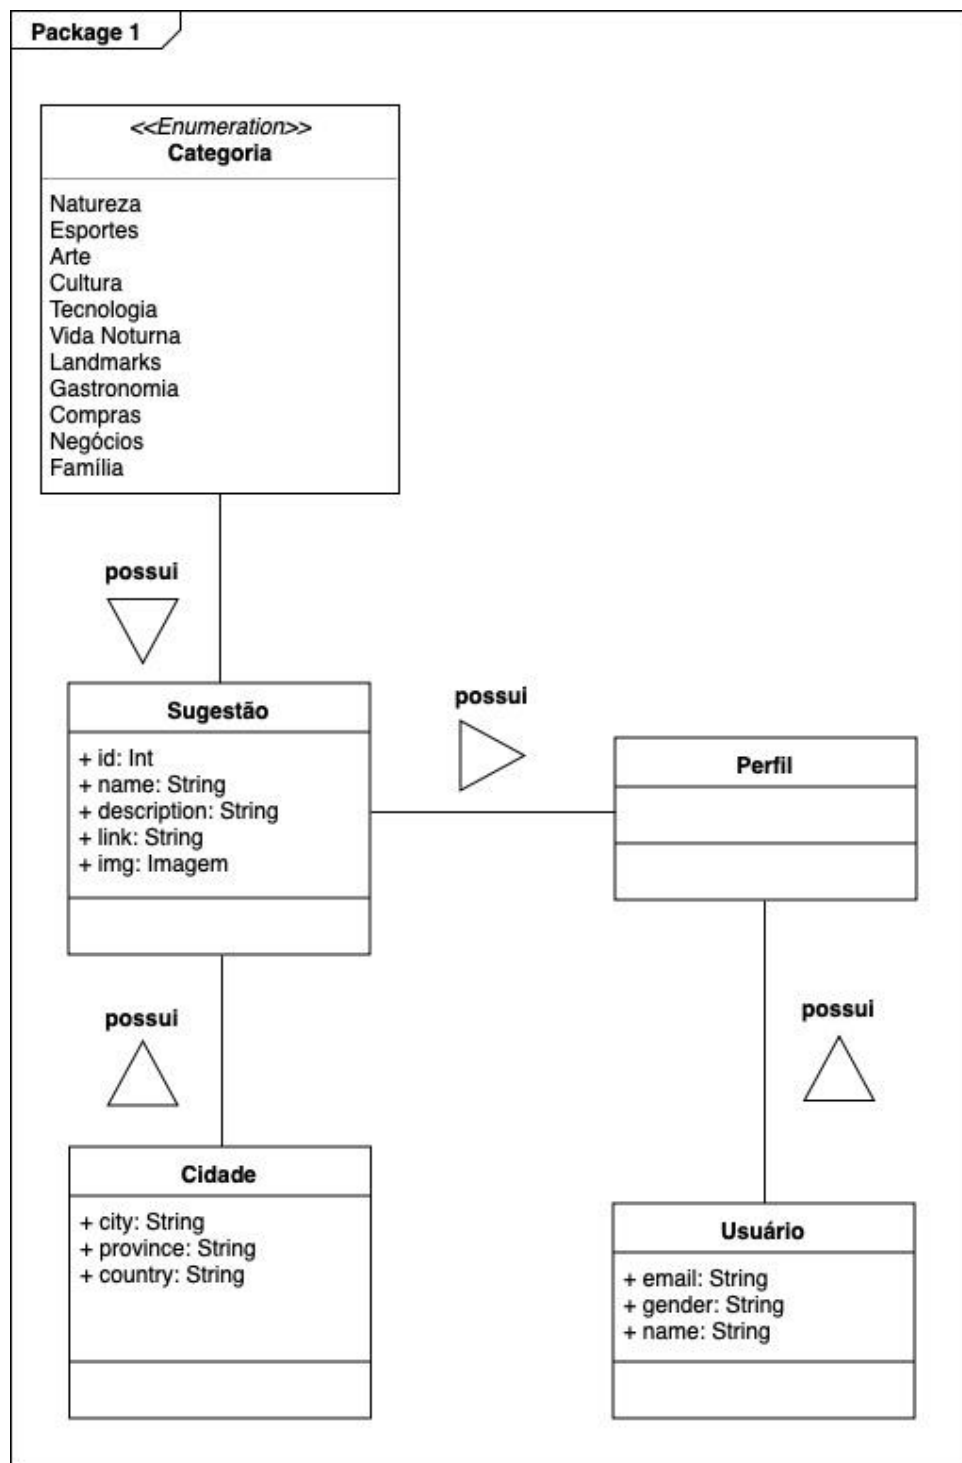 Package 1
<<Enumeration>>
Categoria
Natureza
Esportes
Arte
Cultura
Tecnologia
Vida Noturna
Landmarks
Gastronomia
Compras
Negócios
Família
possui
Sugestão
+ id: Int
+ name: String
+ description: String
+ link: String
+ img: Imagem
possui
Perfil
possui
Cidade
+ city: String
+ province: String
+ country: String
possui
Usuário
+ email: String
+ gender: String
+ name: String